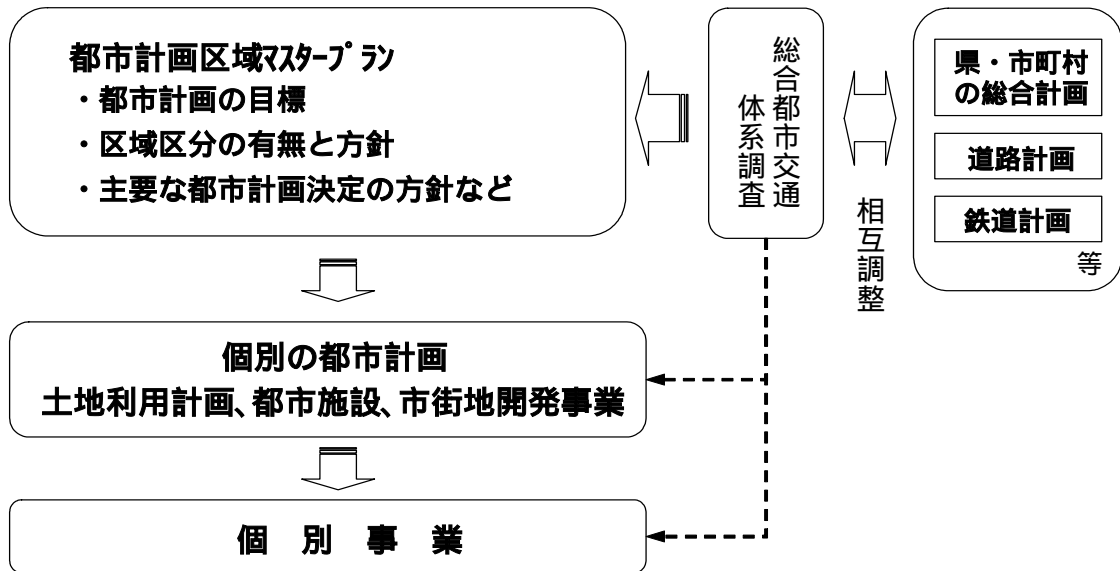 都市計画区域ﾏｽﾀｰﾌﾟﾗﾝ
・都市計画の目標
・区域区分の有無と方針
・主要な都市計画決定の方針など
総合都市交通
体系調査
相互調整
県・市町村
の総合計画
道路計画
鉄道計画
等
個別の都市計画
土地利用計画、都市施設、市街地開発事業
個　別　事　業